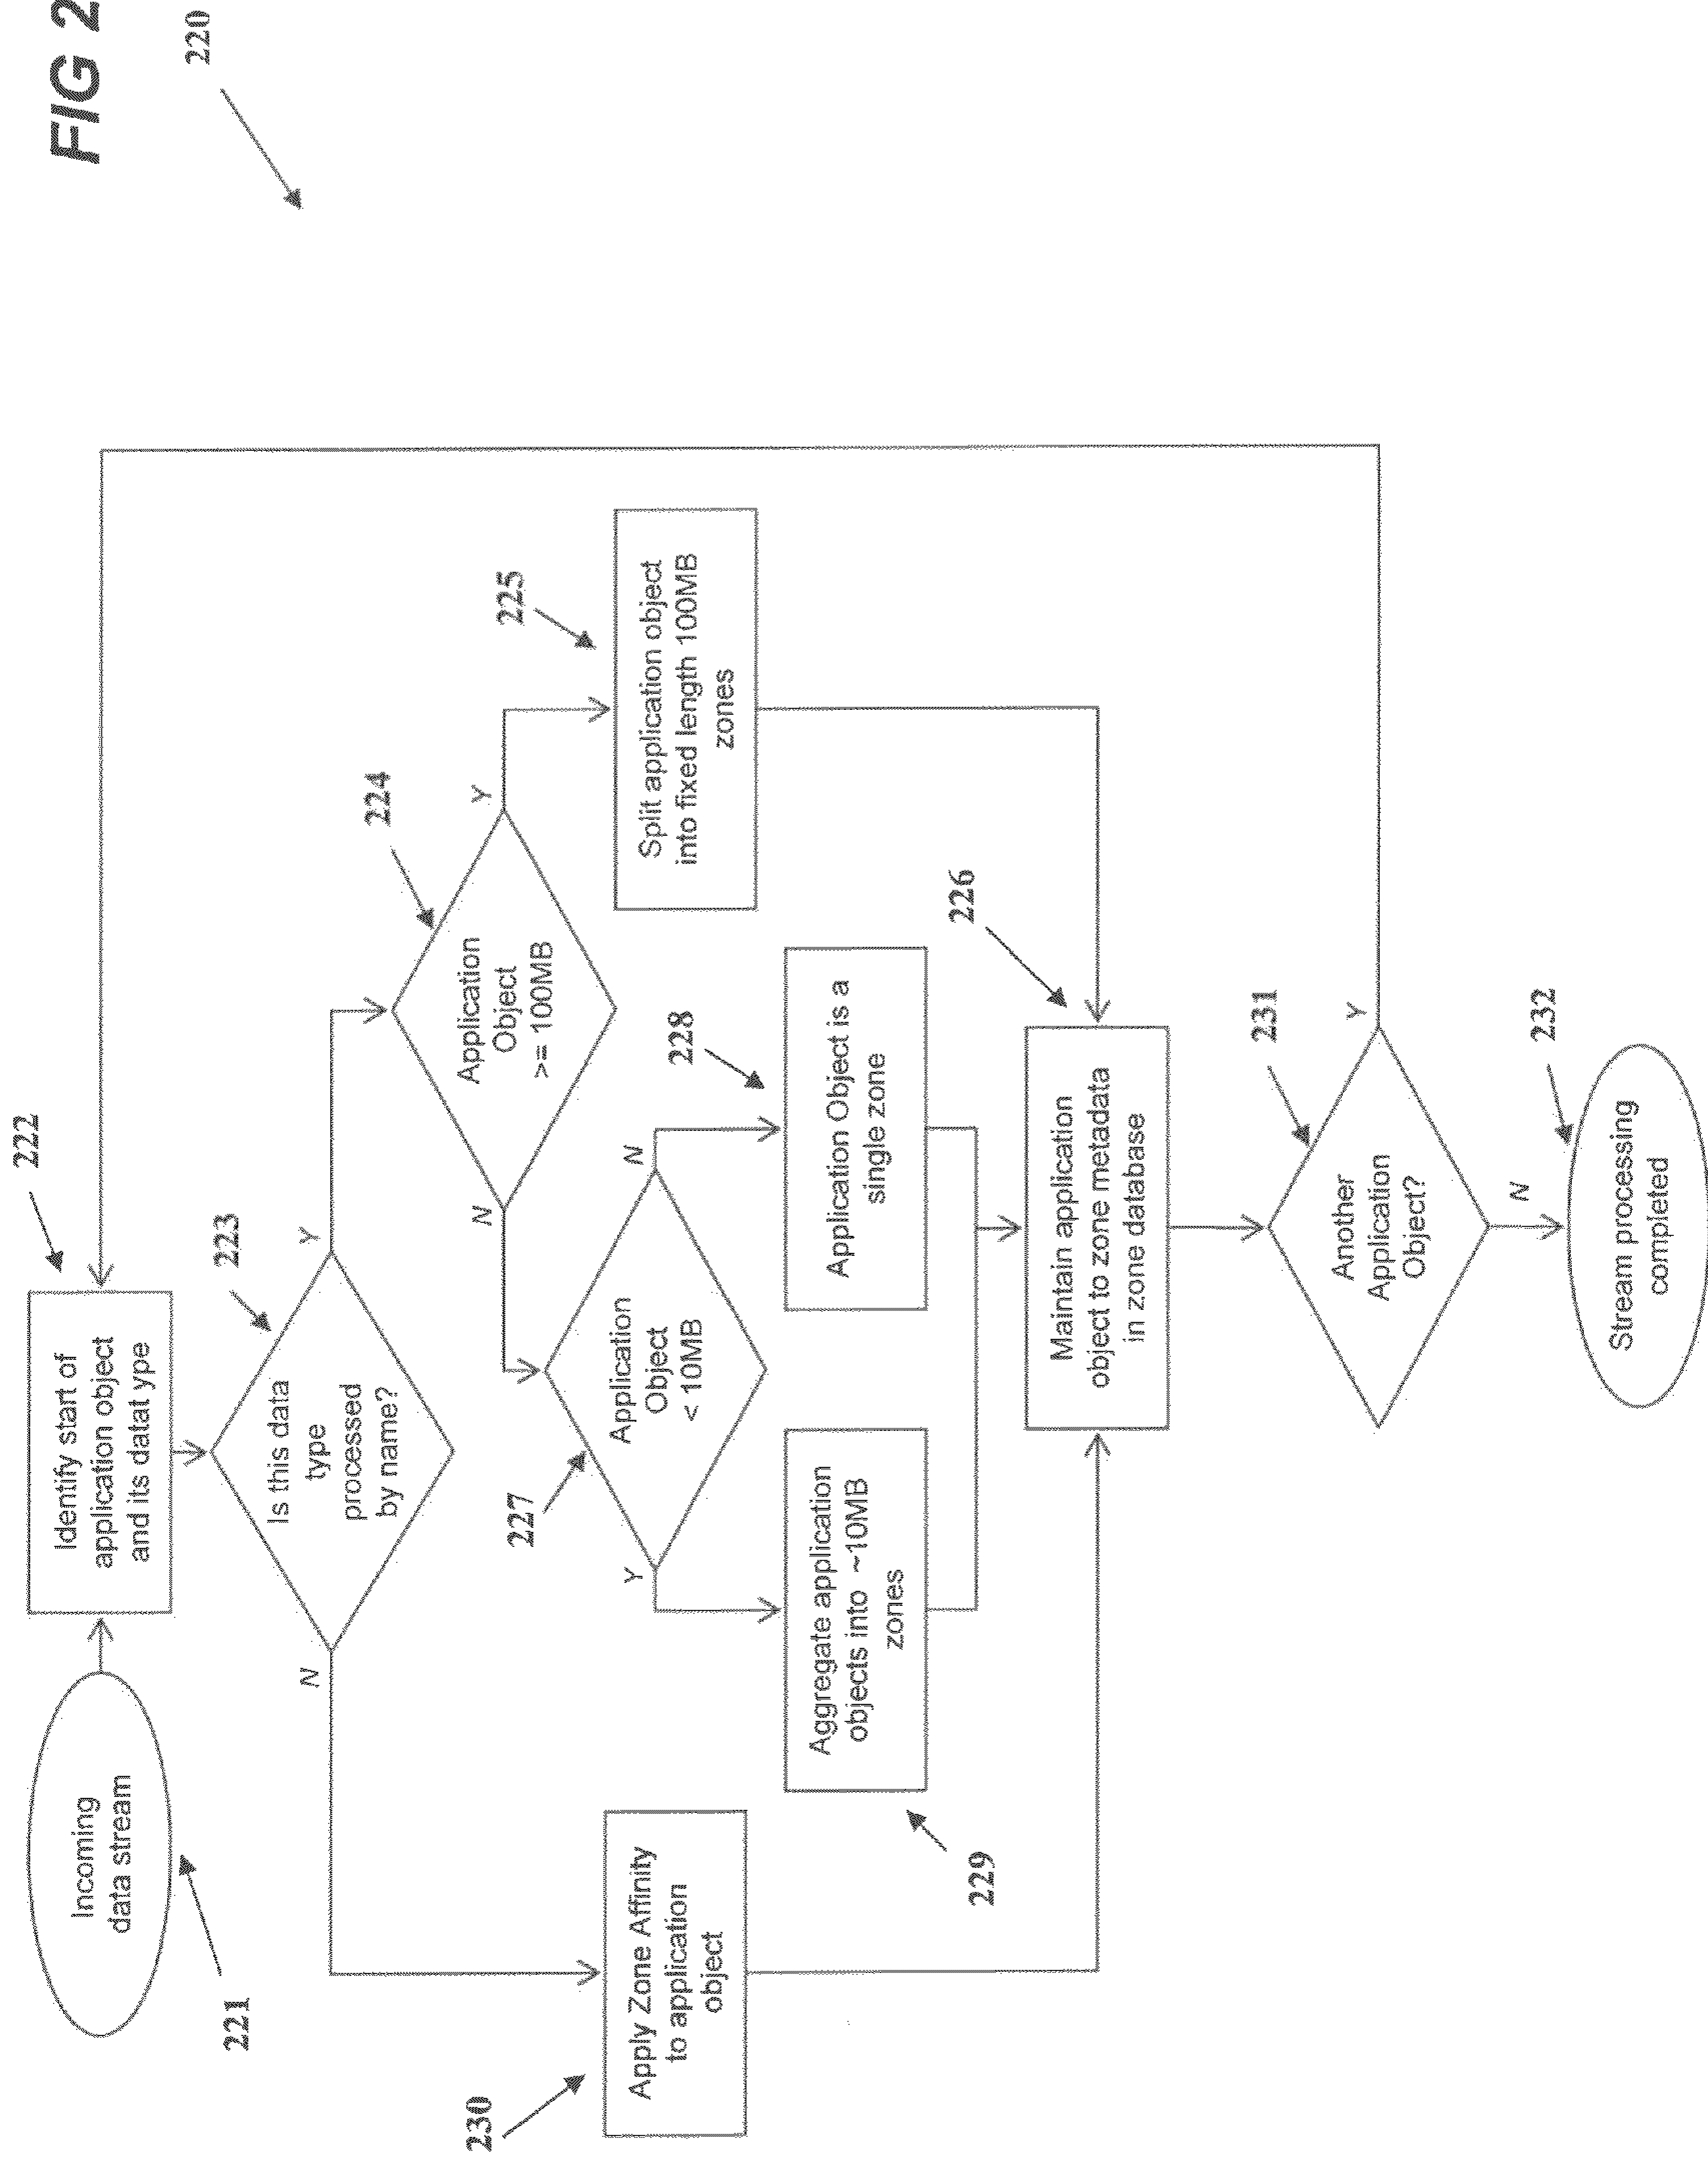 FIG 2
220
222
Identify start of
application object
and its datat ype
Incoming
data stream
221
223
Is this data
type
processed
by name?
Y
N
224
Application
Object
>= 100MB
Y
N
225
Split application object
into fixed length 100MB
zones
227
Application
Object
< 10MB
N
Y
228
Application Object is a
single zone
229
Aggregate application
objects into ~10MB
zones
230
Apply Zone Affinity
to application
object
226
Maintain application
object to zone metadata
in zone database
231
Another
Application
Object?
Y
N
232
Stream processing
completed